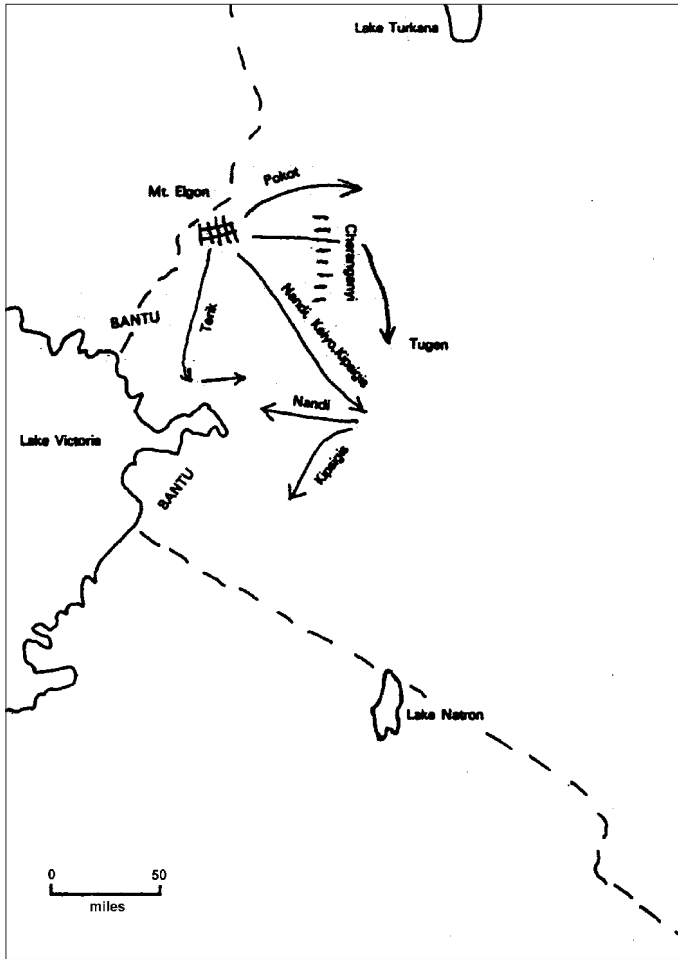 Lake Turkana
Pokot
Mt. Elgon
Charanganyi
BANTU
Terik
Nandi, Keiyo, Kipsigis
Tugen
Nandi
Lake Victoria
Kipsigis
BANTU
Lake Natron
0 50
miles